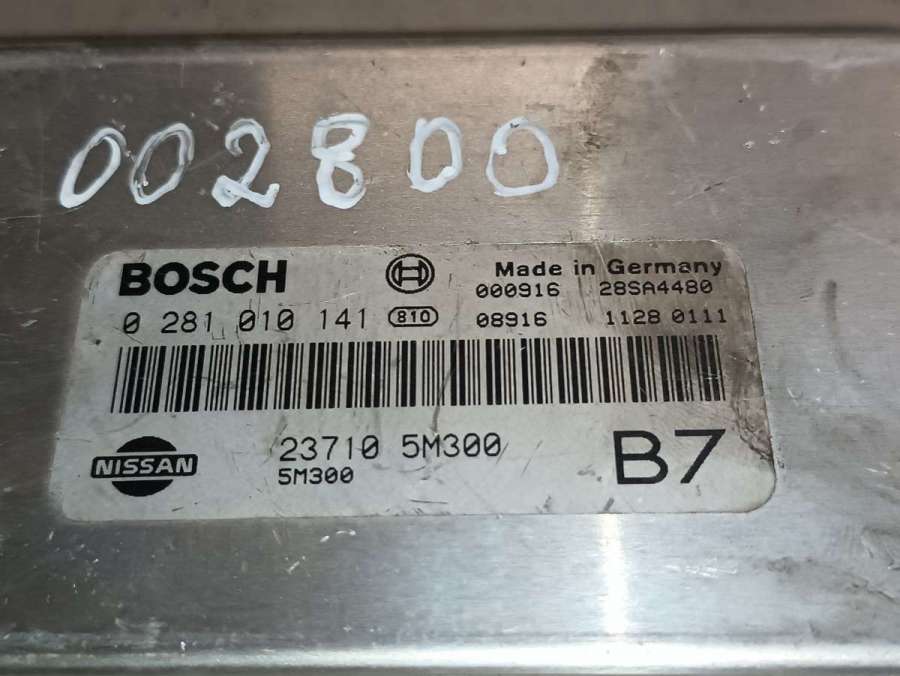 002800
BOSCH Made in Germany
000916 28SA4480
0 281 010 141 810 08916 1128 0111
NISSAN 23710 5M300 B7
5M300